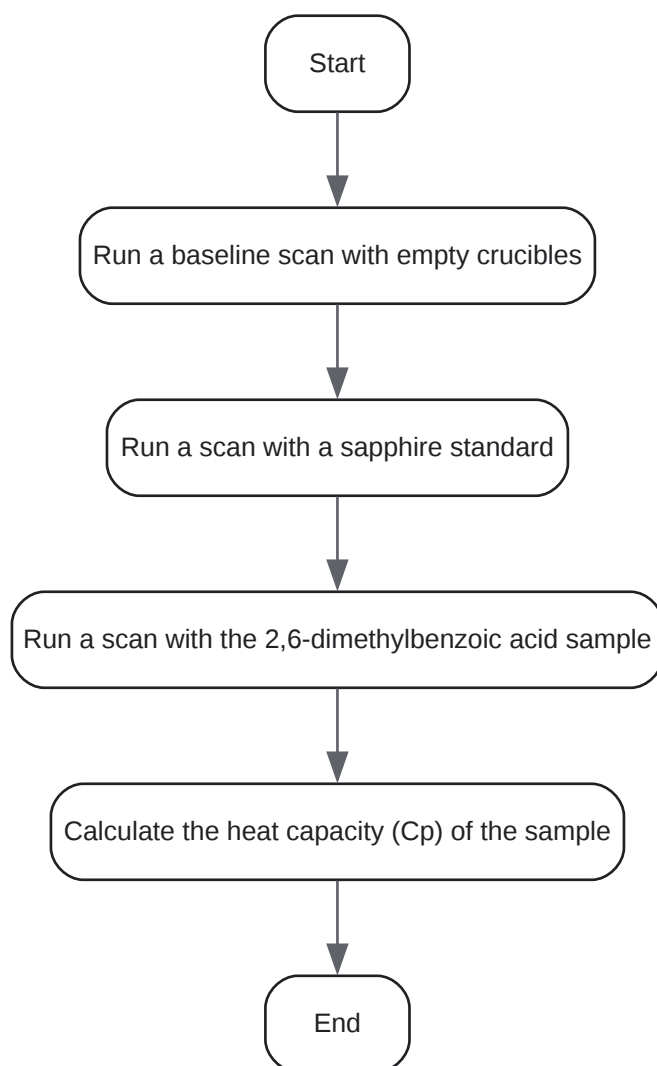 Start
Run a baseline scan with empty crucibles
Run a scan with a sapphire standard
Run a scan with the 2,6-dimethylbenzoic acid sample
Calculate the heat capacity (Cp) of the sample
End